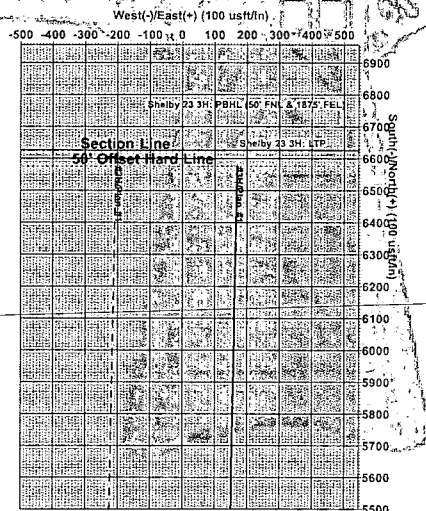 West(-)/East(+) (100 usft/in)
-500 -400 -300 -200 -100 0 100 200 300 400 500
6900
6800
Shelby 23 3H: PBHL (50' FNL & 1875' FEL)
6700
Section Line
Shelby 23 3H: LTP
6600
50' Offset Hard Line
6500
6400
South(-)/North(+) (100 usft/in)
6300
6200
6100
6000
5900
5800
5700
5600
5500